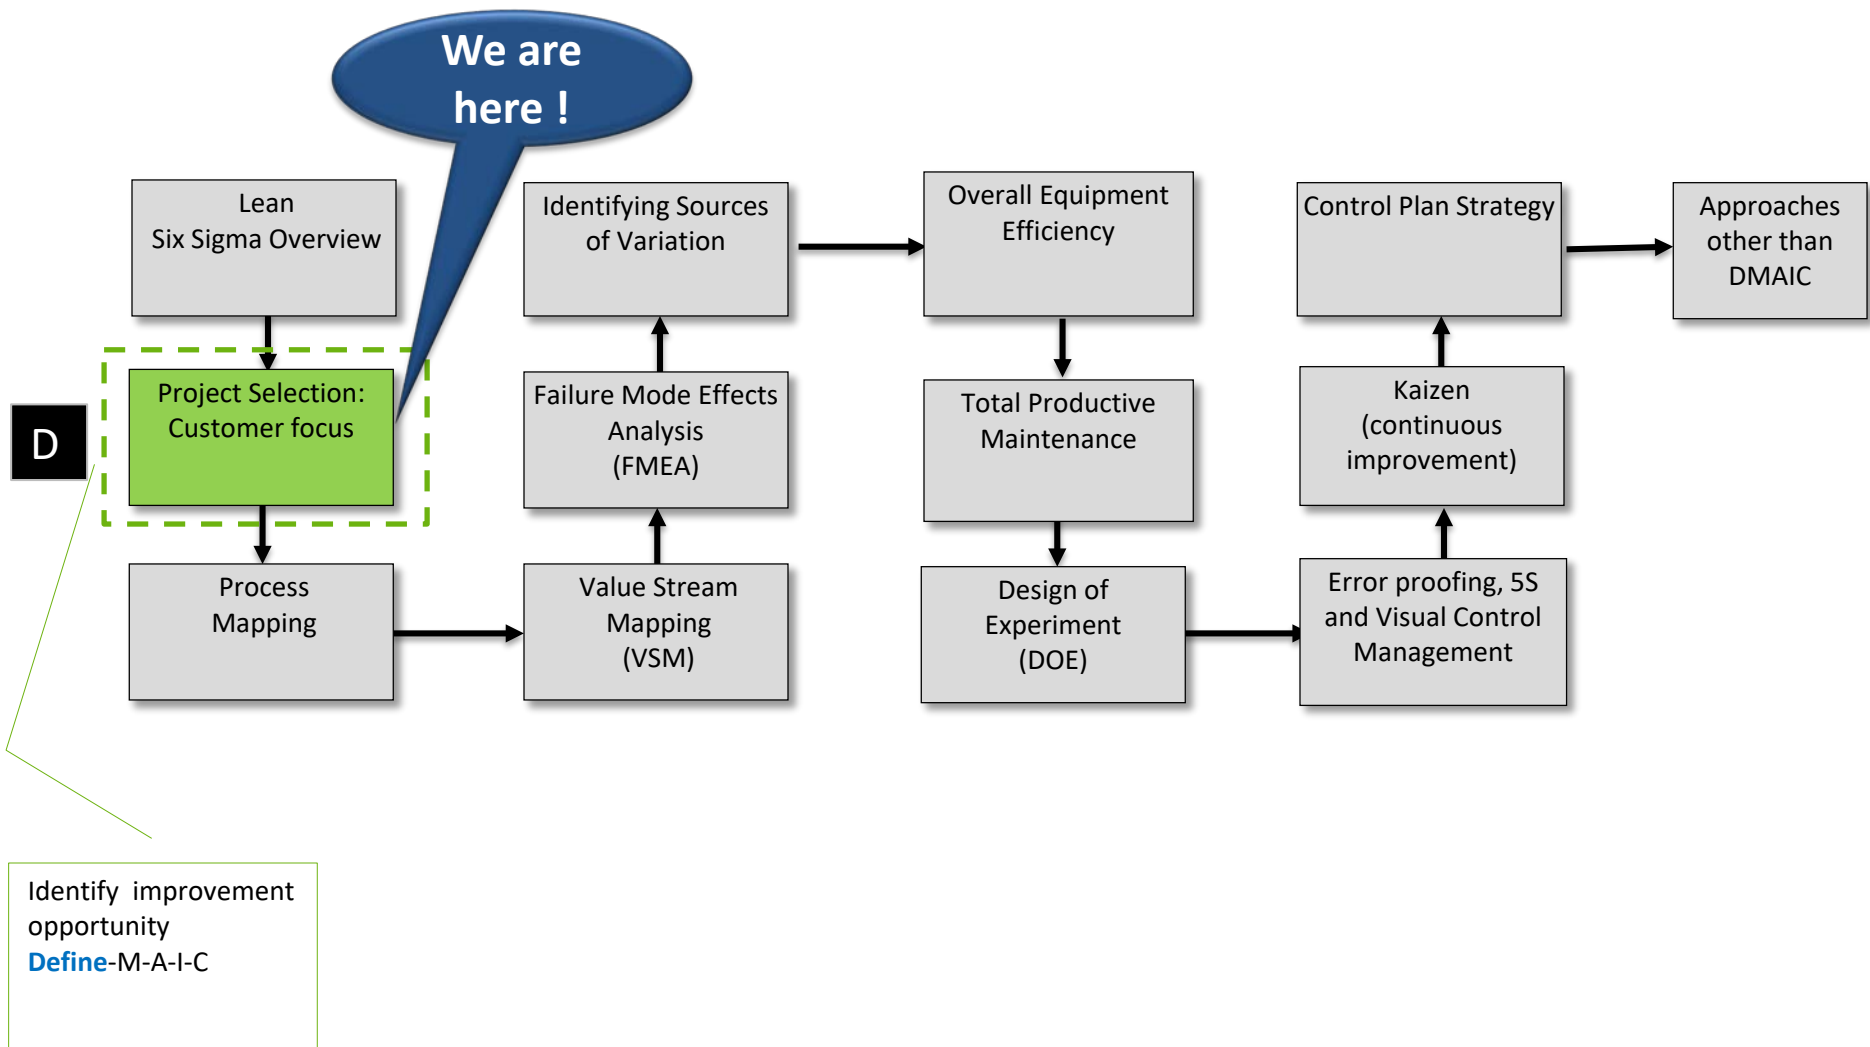 We are
here !
Lean
Six Sigma Overview
Project Selection:
Customer focus
D
Process
Mapping
Value Stream
Mapping
(VSM)
Failure Mode Effects
Analysis
(FMEA)
Identifying Sources
of Variation
Overall Equipment
Efficiency
Total Productive
Maintenance
Design of
Experiment
(DOE)
Error proofing, 5S
and Visual Control
Management
Kaizen
(continuous
improvement)
Control Plan Strategy
Approaches
other than
DMAIC
Identify improvement
opportunity
Define-M-A-I-C